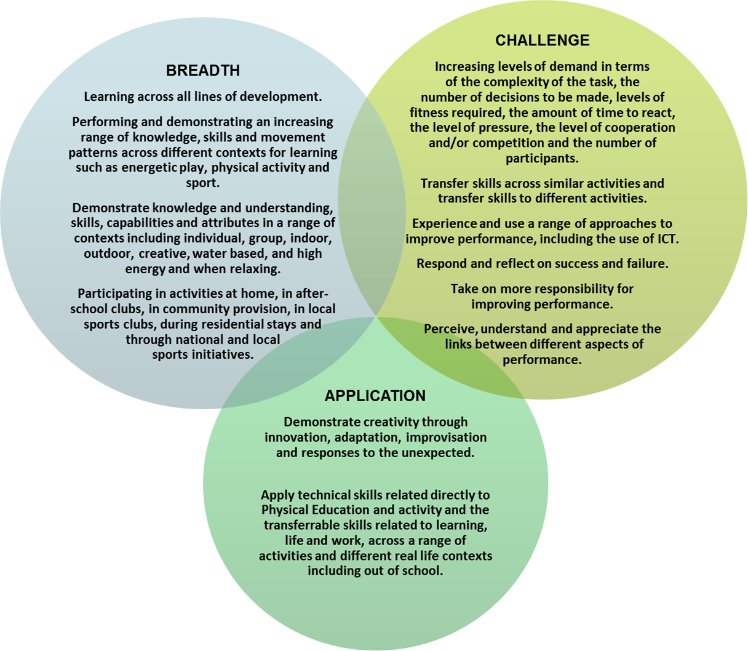 BREADTH
Learning across all lines of development.
Performing and demonstrating an increasing
range of knowledge, skills and movement
patterns across different contexts for learning
such as energetic play, physical activity and
sport.
Demonstrate knowledge and understanding,
skills, capabilities and attributes in a range of
contexts including individual, group, indoor,
outdoor, creative, water based, and high
energy and when relaxing.
Participating in activities at home, in after-
school clubs, in community provision, in local
sports clubs, during residential stays and
through national and local
sports initiatives.
CHALLENGE
Increasing levels of demand in terms
of the complexity of the task, the
number of decisions to be made, levels of
fitness required, the amount of time to react,
the level of pressure, the level of cooperation
and/or competition and the number of
participants.
Transfer skills across similar activities and
transfer skills to different activities.
Experience and use a range of approaches to
improve performance, including the use of ICT.
Respond and reflect on success and failure.
Take on more responsibility for
improving performance.
Perceive, understand and appreciate the
links between different aspects of
performance.
APPLICATION
Demonstrate creativity through
innovation, adaptation, improvisation
and responses to the unexpected.
Apply technical skills related directly to
Physical Education and activity and the
transferrable skills related to learning,
life and work, across a range of
activities and different real life contexts
including out of school.